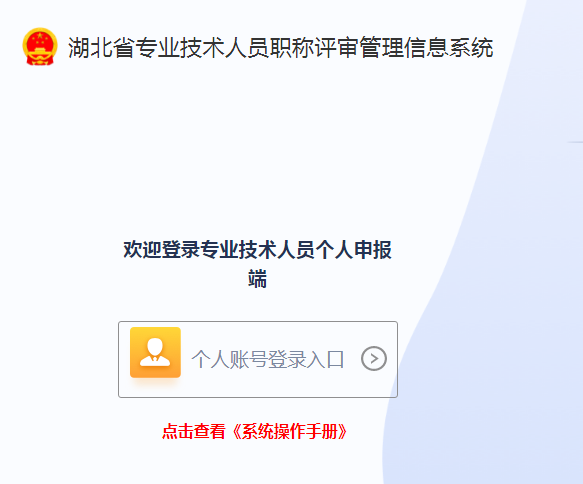 湖北省专业技术人员职称评审管理信息系统
欢迎登录专业技术人员个人申报
端
个人账号登录入口
点击查看《系统操作手册》